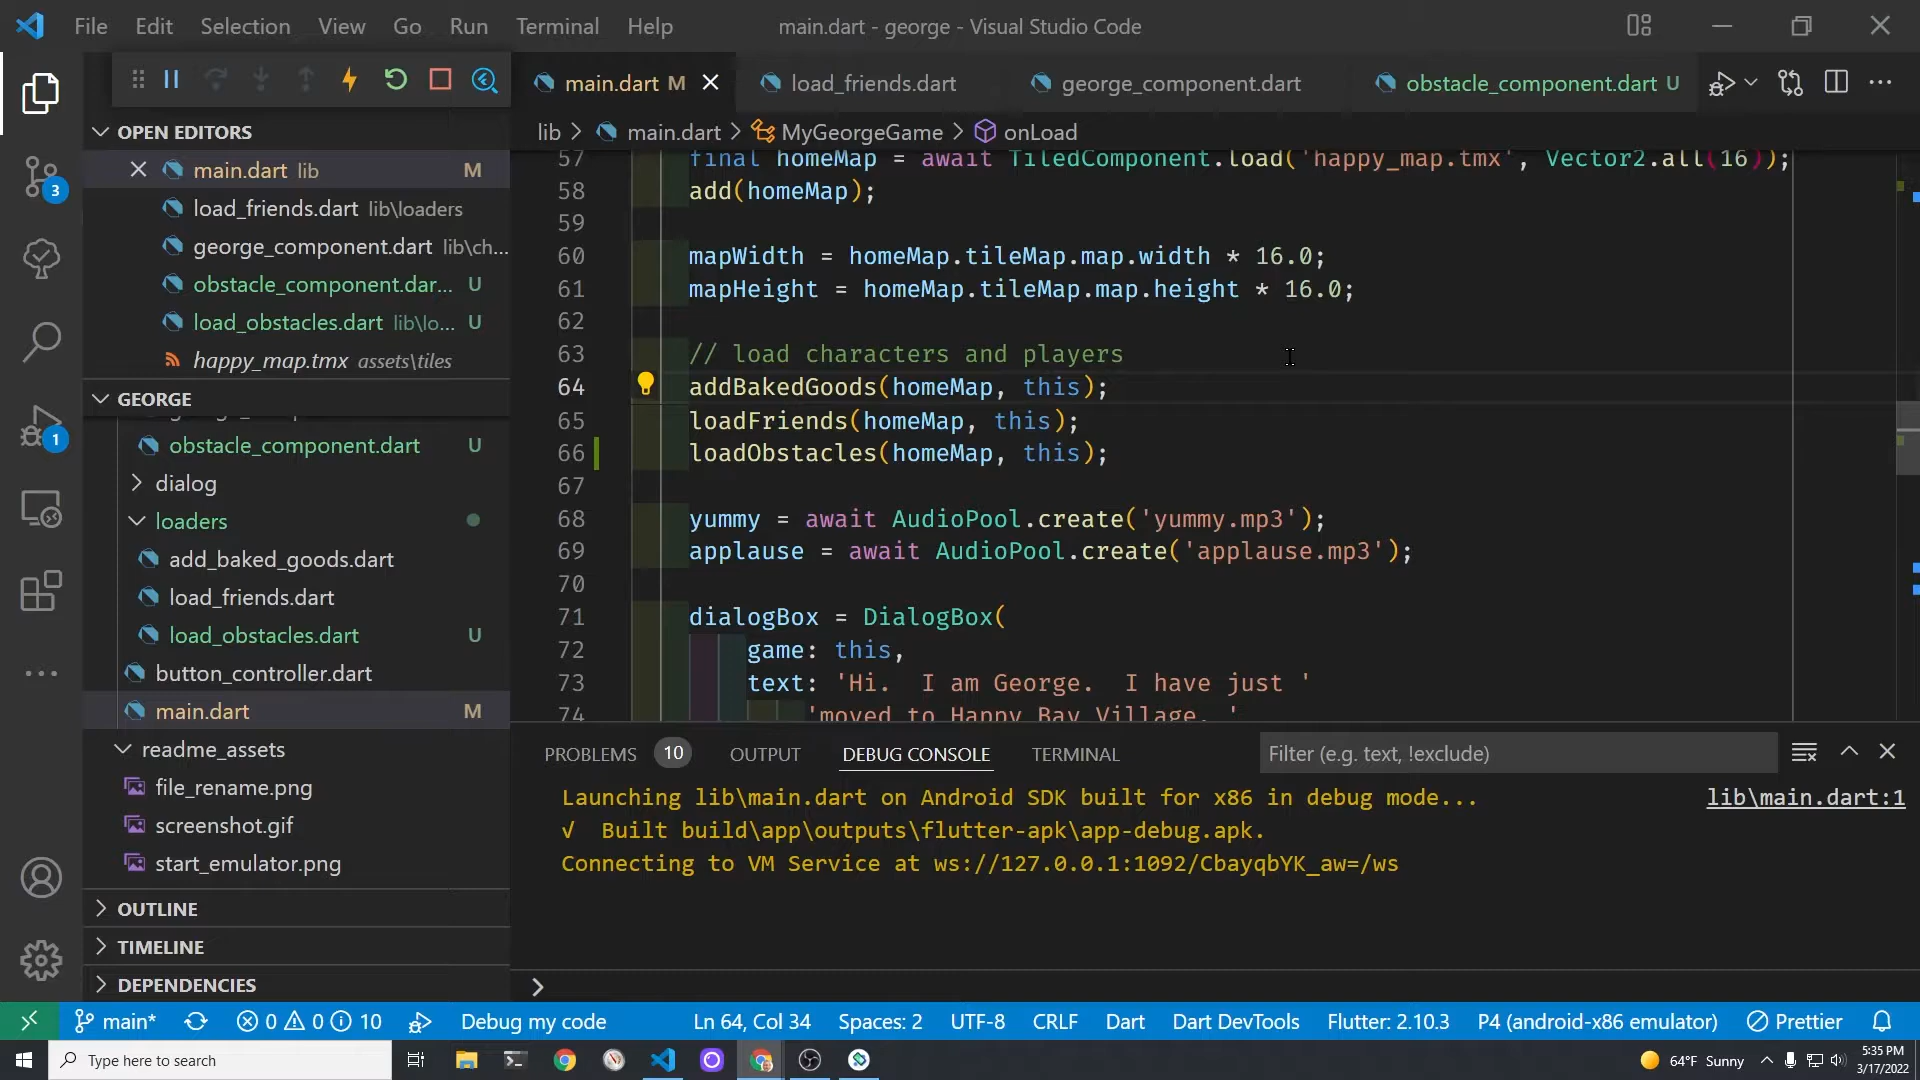 File Edit Selection View Go Run Terminal Help main.dart - george - Visual Studio Code
main.dart M load_friends.dart george_component.dart obstacle_component.dart U
OPEN EDITORS
main.dart lib M
load_friends.dart lib\loaders
george_component.dart lib\ch...
obstacle_component.dar... U
load_obstacles.dart lib\lo... U
happy_map.tmx assets\tiles
GEORGE
obstacle_component.dart U
dialog
loaders
add_baked_goods.dart
load_friends.dart
load_obstacles.dart U
button_controller.dart
main.dart M
readme_assets
file_rename.png
screenshot.gif
start_emulator.png
OUTLINE
TIMELINE
DEPENDENCIES
3
1
lib > main.dart > MyGeorgeGame > onLoad
57 final homeMap = await TiledComponent.load('happy_map.tmx', Vector2.all(16));
58 add(homeMap);
59
60 mapWidth = homeMap.tileMap.map.width * 16.0;
61 mapHeight = homeMap.tileMap.map.height * 16.0;
62
63 // load characters and players
64 addBakedGoods(homeMap, this);
65 loadFriends(homeMap, this);
66 loadObstacles(homeMap, this);
67
68 yummy = await AudioPool.create('yummy.mp3');
69 applause = await AudioPool.create('applause.mp3');
70
71 dialogBox = DialogBox(
72 game: this,
73 text: 'Hi.  I am George.  I have just '
74 'moved to Happy Bay Village. '
PROBLEMS 10 OUTPUT DEBUG CONSOLE TERMINAL Filter (e.g. text, !exclude)
Launching lib\main.dart on Android SDK built for x86 in debug mode... lib\main.dart:1
√  Built build\app\outputs\flutter-apk\app-debug.apk.
Connecting to VM Service at ws://127.0.0.1:1092/CbayqbYK_aw=/ws
main* 0 0 10 Debug my code Ln 64, Col 34 Spaces: 2 UTF-8 CRLF Dart Dart DevTools Flutter: 2.10.3 P4 (android-x86 emulator) Prettier
Type here to search 64°F Sunny 5:35 PM
3/17/2022